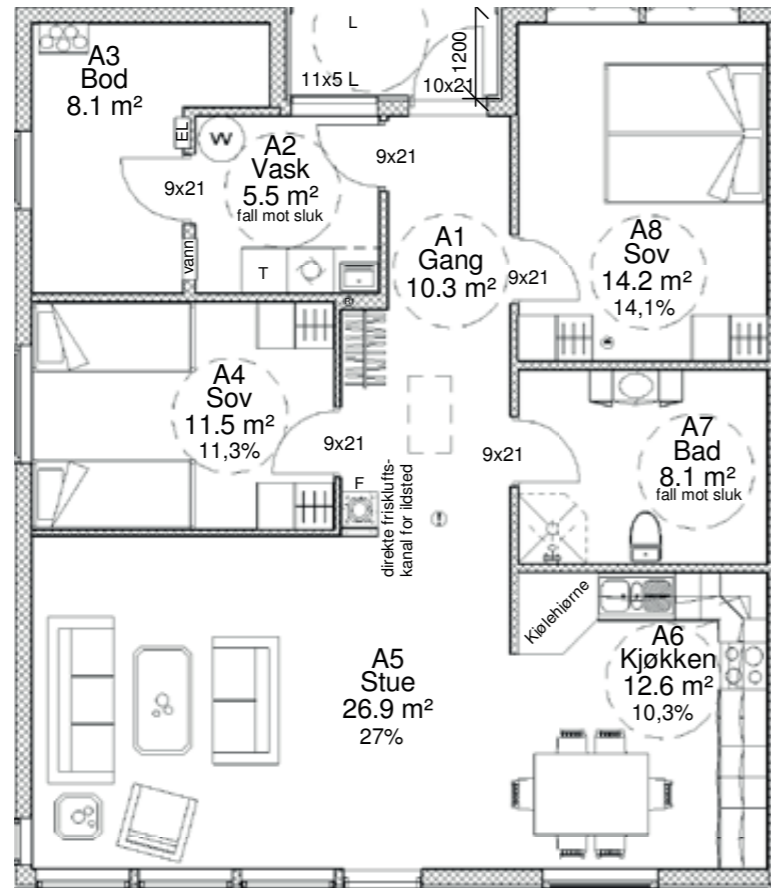 L
1200
11x5 L
10x21
A3
Bod
8.1 m²
EL
VV
A2
Vask
5.5 m²
fall mot sluk
9x21
9x21
vann
T
A1
Gang
10.3 m²
9x21
A8
Sov
14.2 m²
14,1%
A4
Sov
11.5 m²
11,3%
9x21
F
direkte frisklufts-
kanal for ildsted
9x21
A7
Bad
8.1 m²
fall mot sluk
Kjølehjørne
A5
Stue
26.9 m²
27%
A6
Kjøkken
12.6 m²
10,3%